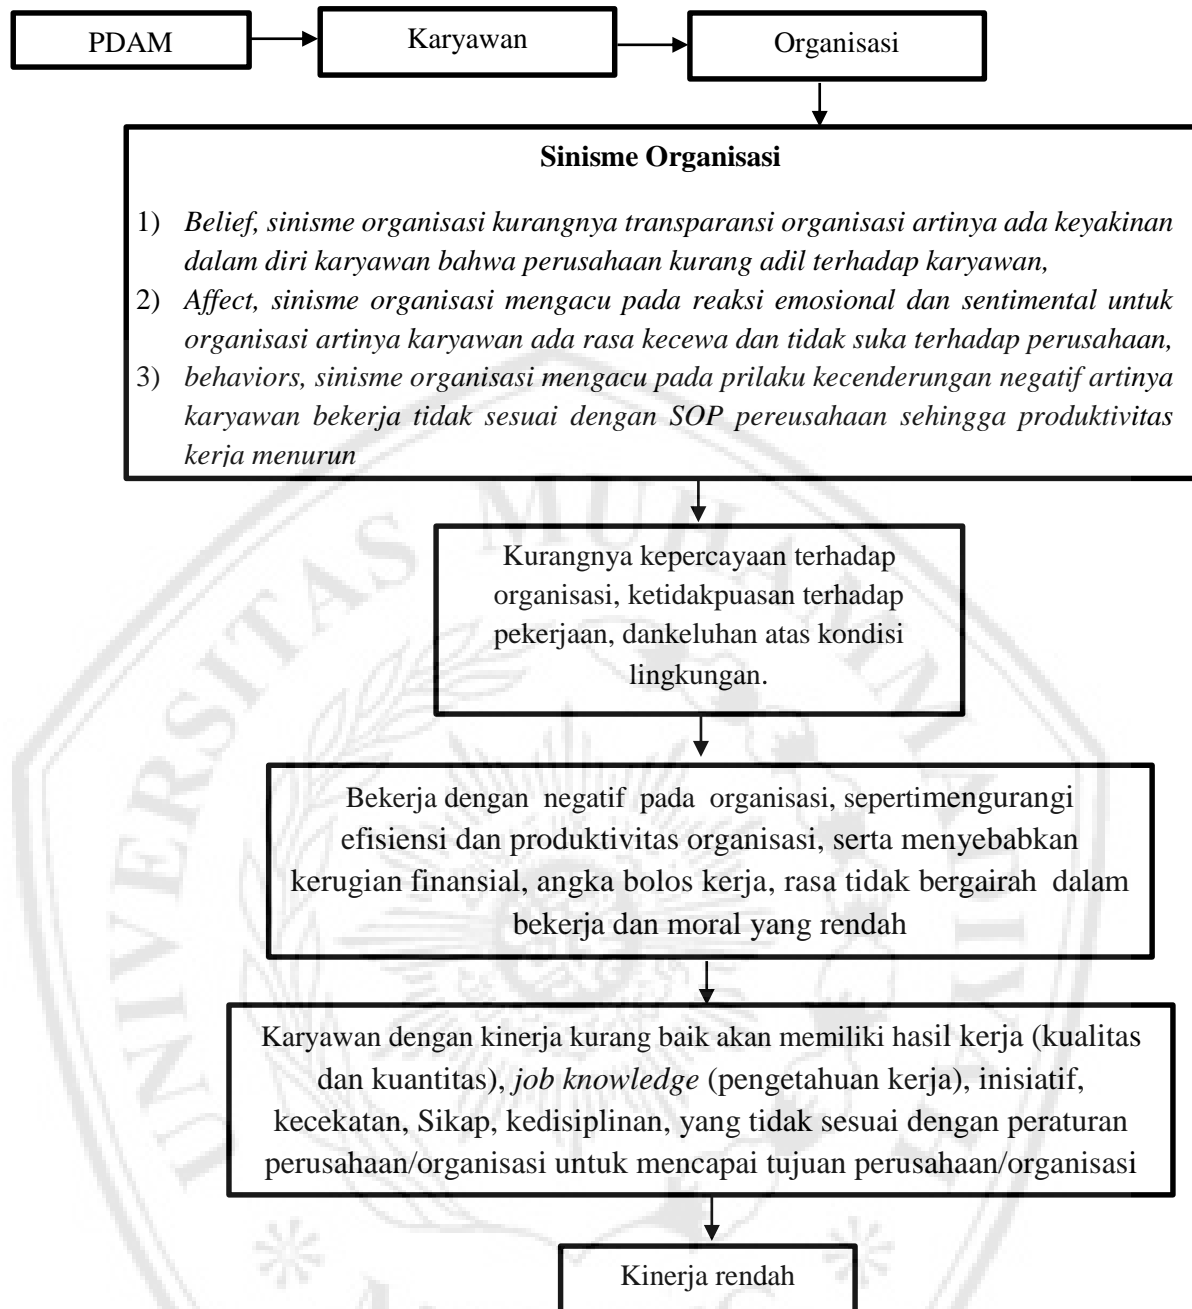 PDAM
Karyawan
Organisasi
Sinisme Organisasi
1) Belief, sinisme organisasi kurangnya transparansi organisasi artinya ada keyakinan
dalam diri karyawan bahwa perusahaan kurang adil terhadap karyawan,
2) Affect, sinisme organisasi mengacu pada reaksi emosional dan sentimental untuk
organisasi artinya karyawan ada rasa kecewa dan tidak suka terhadap perusahaan,
3) behaviors, sinisme organisasi mengacu pada prilaku kecenderungan negatif artinya
karyawan bekerja tidak sesuai dengan SOP pereusahaan sehingga produktivitas
kerja menurun
Kurangnya kepercayaan terhadap
organisasi, ketidakpuasan terhadap
pekerjaan, dankeluhan atas kondisi
lingkungan.
Bekerja dengan negatif pada organisasi, sepertimengurangi
efisiensi dan produktivitas organisasi, serta menyebabkan
kerugian finansial, angka bolos kerja, rasa tidak bergairah dalam
bekerja dan moral yang rendah
Karyawan dengan kinerja kurang baik akan memiliki hasil kerja (kualitas
dan kuantitas), job knowledge (pengetahuan kerja), inisiatif,
kecekatan, Sikap, kedisiplinan, yang tidak sesuai dengan peraturan
perusahaan/organisasi untuk mencapai tujuan perusahaan/organisasi
Kinerja rendah
UNIVERSITAS MUHAMMADIYAH